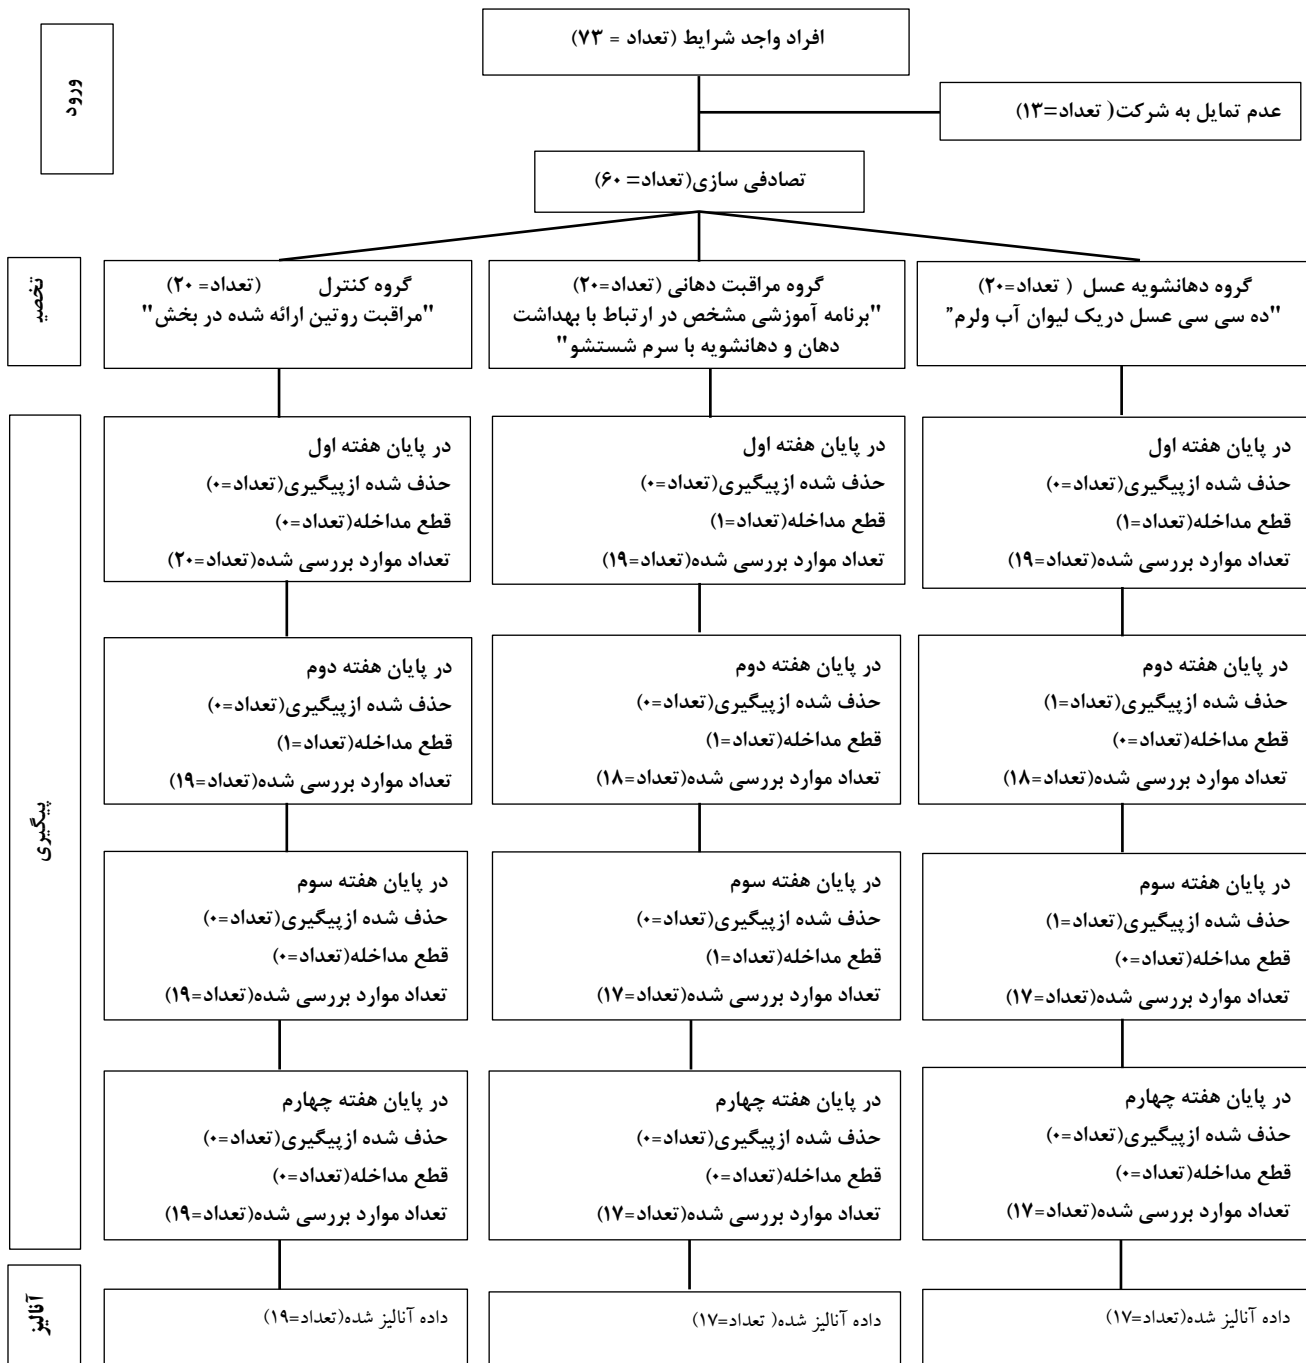 افراد واجد شرایط (تعداد = ۷۳)
ورود
عدم تمایل به شرکت( تعداد=۱۳)
تصادفی سازی(تعداد= ۶۰)
تخصیـ
گروه دهانشویه عسل ( تعداد=۲۰)
"ده سی سی عسل دریک لیوان آب ولرم"
گروه مراقبت دهانی (تعداد=۲۰)
"برنامه آموزشی مشخص در ارتباط با بهداشت
دهان و دهانشویه با سرم شستشو"
گروه کنترل (تعداد= ۲۰)
"مراقبت روتین ارائه شده در بخش"
پیگیری
در پایان هفته اول
حذف شده ازپیگیری(تعداد=۰)
قطع مداخله(تعداد=۱)
تعداد موارد بررسی شده(تعداد=۱۹)
در پایان هفته اول
حذف شده ازپیگیری(تعداد=۰)
قطع مداخله(تعداد=۱)
تعداد موارد بررسی شده(تعداد=۱۹)
در پایان هفته اول
حذف شده ازپیگیری(تعداد=۰)
قطع مداخله(تعداد=۰)
تعداد موارد بررسی شده(تعداد=۲۰)
در پایان هفته دوم
حذف شده ازپیگیری(تعداد=۱)
قطع مداخله(تعداد=۰)
تعداد موارد بررسی شده(تعداد=۱۸)
در پایان هفته دوم
حذف شده ازپیگیری(تعداد=۰)
قطع مداخله(تعداد=۱)
تعداد موارد بررسی شده(تعداد=۱۸)
در پایان هفته دوم
حذف شده ازپیگیری(تعداد=۰)
قطع مداخله(تعداد=۱)
تعداد موارد بررسی شده(تعداد=۱۹)
در پایان هفته سوم
حذف شده ازپیگیری(تعداد=۱)
قطع مداخله(تعداد=۰)
تعداد موارد بررسی شده(تعداد=۱۷)
در پایان هفته سوم
حذف شده ازپیگیری(تعداد=۰)
قطع مداخله(تعداد=۱)
تعداد موارد بررسی شده(تعداد=۱۷)
در پایان هفته سوم
حذف شده ازپیگیری(تعداد=۰)
قطع مداخله(تعداد=۰)
تعداد موارد بررسی شده(تعداد=۱۹)
در پایان هفته چهارم
حذف شده ازپیگیری(تعداد=۰)
قطع مداخله(تعداد=۰)
تعداد موارد بررسی شده(تعداد=۱۷)
در پایان هفته چهارم
حذف شده ازپیگیری(تعداد=۰)
قطع مداخله(تعداد=۰)
تعداد موارد بررسی شده(تعداد=۱۷)
در پایان هفته چهارم
حذف شده ازپیگیری(تعداد=۰)
قطع مداخله(تعداد=۰)
تعداد موارد بررسی شده(تعداد=۱۹)
آنالیز
داده آنالیز شده(تعداد=۱۷)
داده آنالیز شده( تعداد=۱۷)
داده آنالیز شده(تعداد=۱۹)